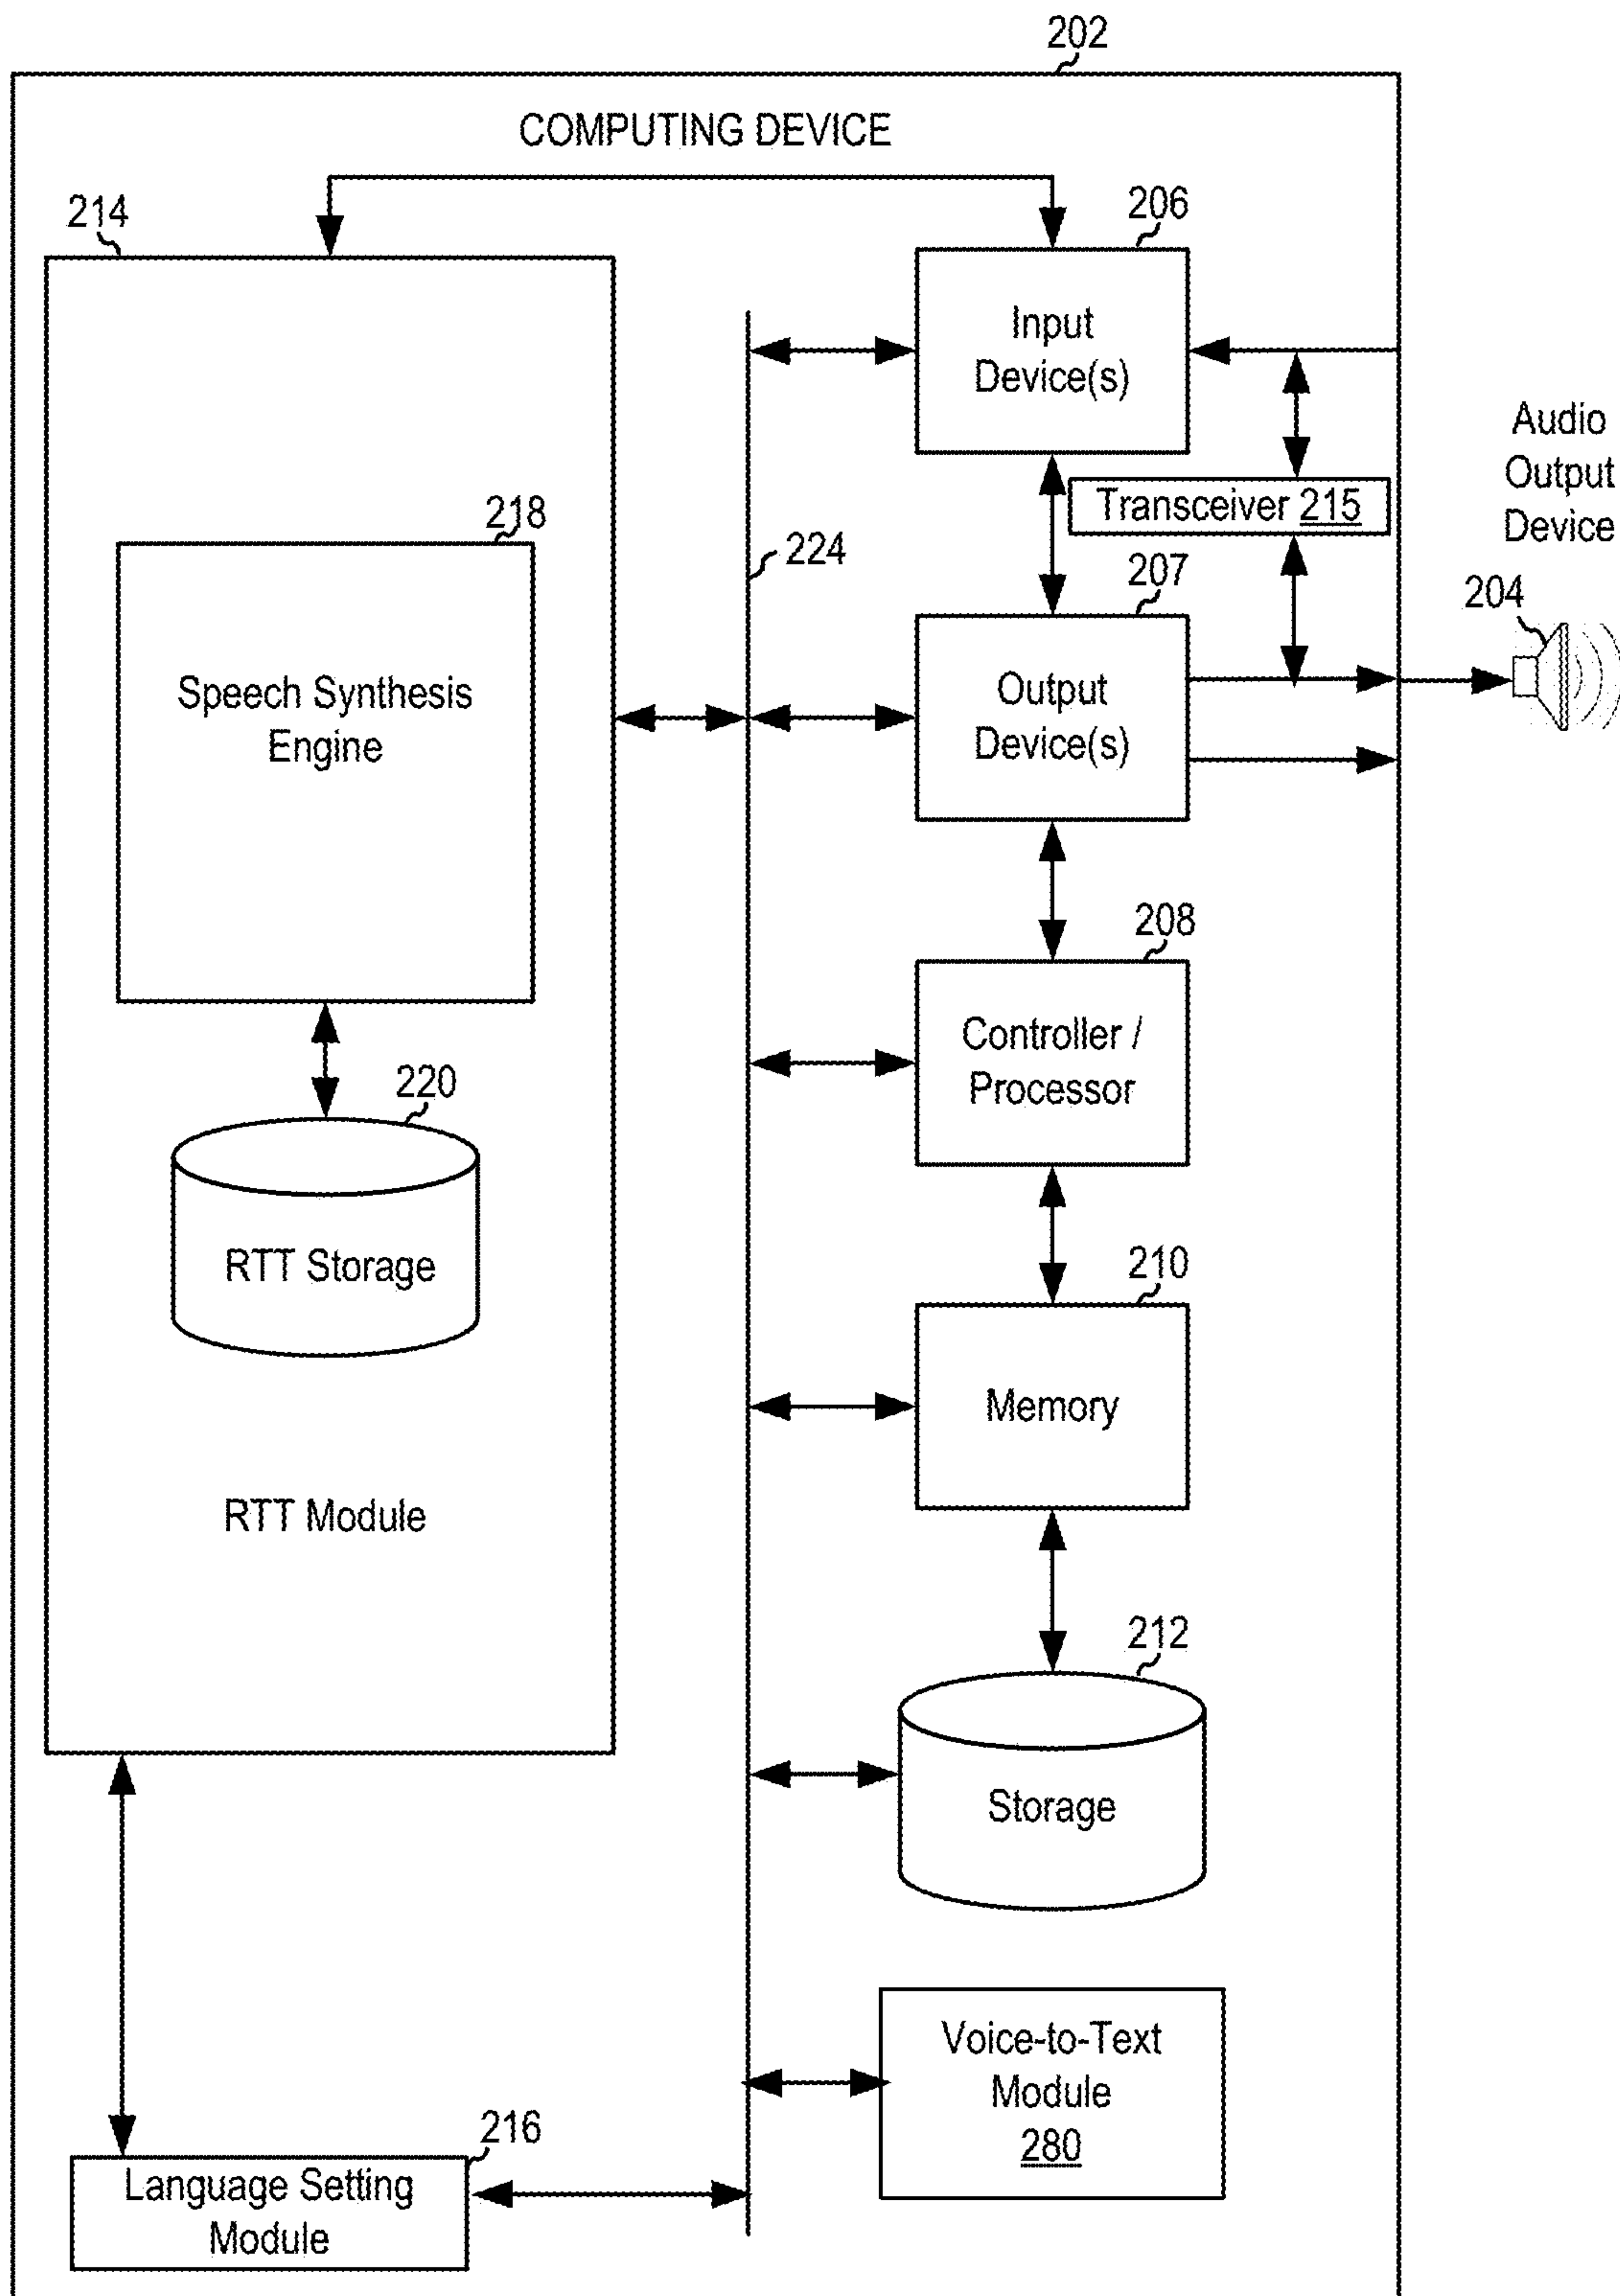 202
COMPUTING DEVICE
214
206
Input
Device(s)
Audio
Output
Device
Transceiver 215
218
224
207
204
Speech Synthesis
Engine
Output
Device(s)
208
Controller /
Processor
220
RTT Storage
210
Memory
RTT Module
212
Storage
Voice-to-Text
Module
280
216
Language Setting
Module